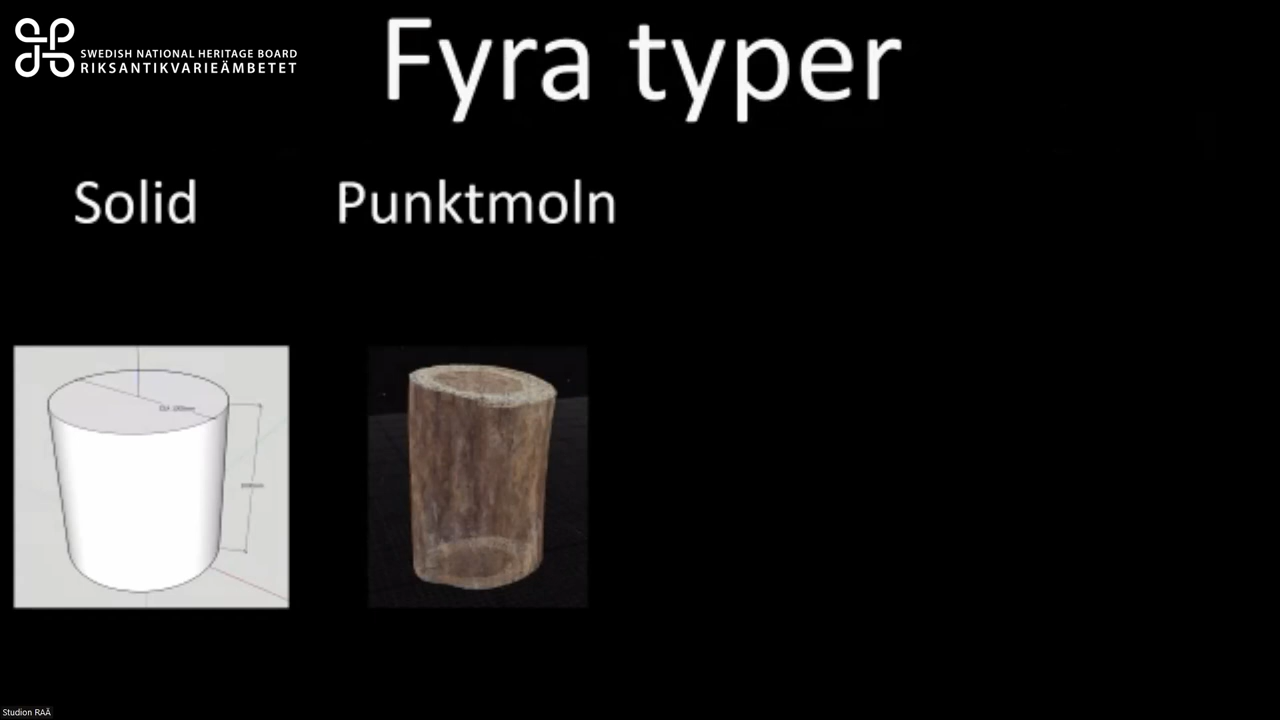 SWEDISH NATIONAL HERITAGE BOARD
RIKSANTIKVARIEÄMBETET
Fyra typer
Solid
Punktmoln
Studion RAÄ